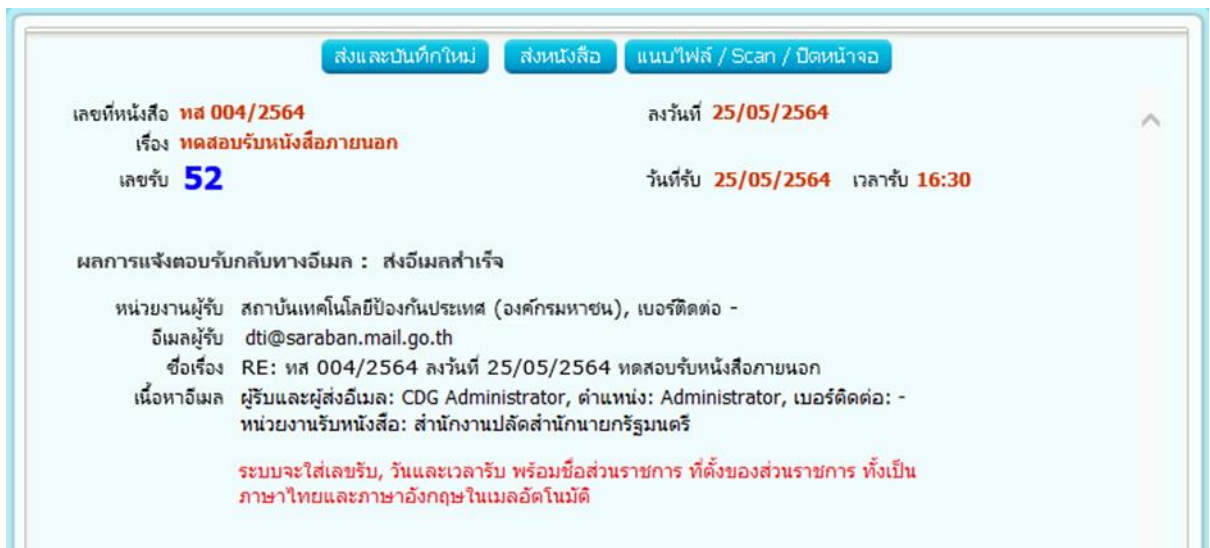 ส่งและบันทึกใหม่ ส่งหนังสือ แนบไฟล์ / Scan / ปิดหน้าจอ
เลขที่หนังสือ ทส 004/2564 ลงวันที่ 25/05/2564
เรื่อง ทดสอบรับหนังสือภายนอก
เลขรับ 52 วันที่รับ 25/05/2564 เวลารับ 16:30
ผลการแจ้งตอบรับกลับทางอีเมล : ส่งอีเมลสำเร็จ
หน่วยงานผู้รับ สถาบันเทคโนโลยีป้องกันประเทศ (องค์กรมหาชน), เบอร์ติดต่อ -
อีเมลผู้รับ dti@saraban.mail.go.th
ชื่อเรื่อง RE: ทส 004/2564 ลงวันที่ 25/05/2564 ทดสอบรับหนังสือภายนอก
เนื้อหาอีเมล ผู้รับและผู้ส่งอีเมล: CDG Administrator, ตำแหน่ง: Administrator, เบอร์ติดต่อ: -
หน่วยงานรับหนังสือ: สำนักงานปลัดสำนักนายกรัฐมนตรี
ระบบจะใส่เลขรับ, วันและเวลารับ พร้อมชื่อส่วนราชการ ที่ตั้งของส่วนราชการ ทั้งเป็น
ภาษาไทยและภาษาอังกฤษในเมลอัตโนมัติ